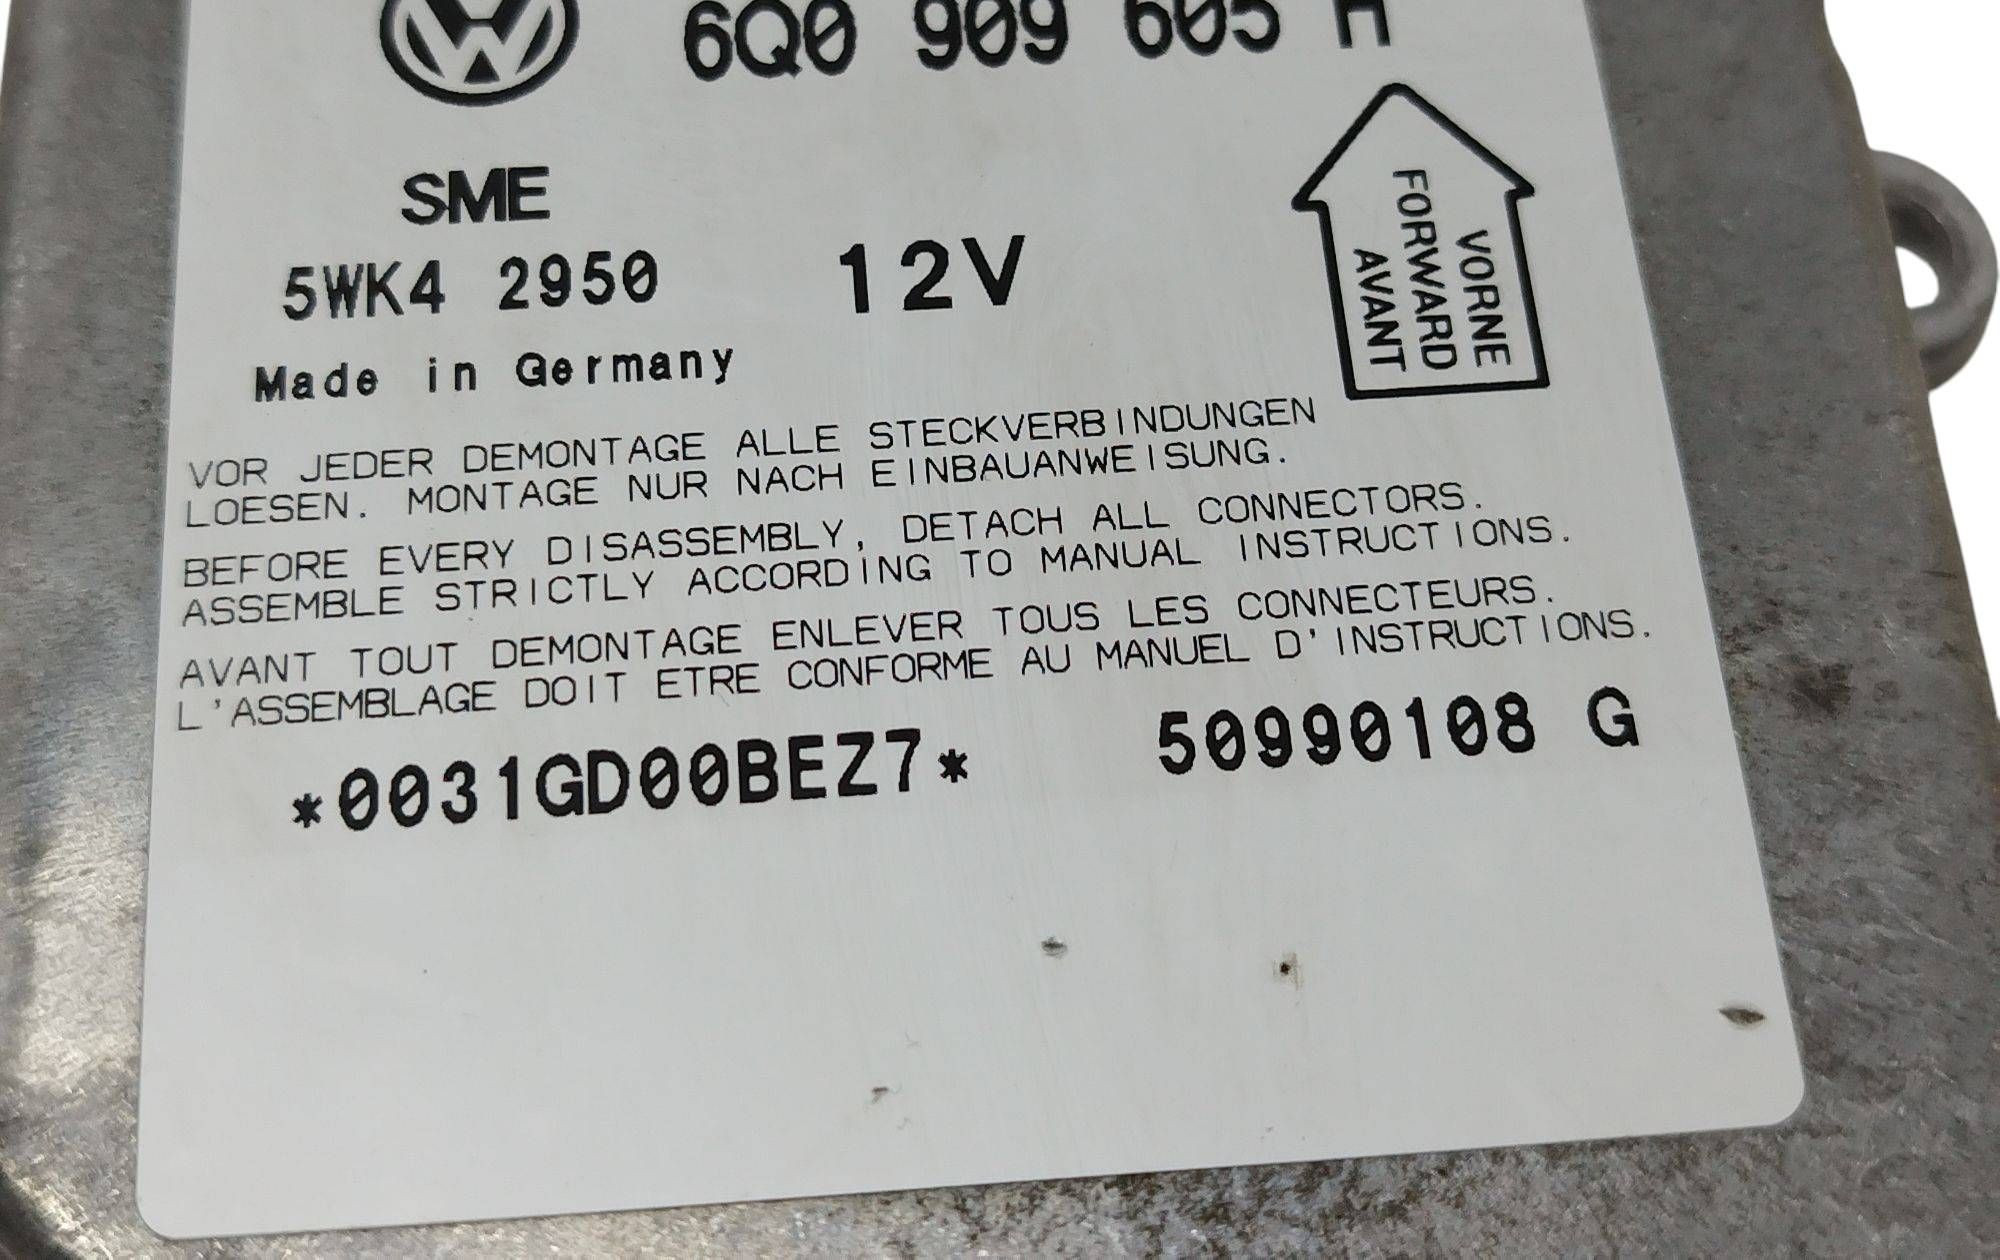 6Q0 909 605
SME
5WK4 2950 12V
Made in Germany
VORNE
FORWARD
AVANT
VOR JEDER DEMONTAGE ALLE STECKVERBINDUNGEN
LOESEN. MONTAGE NUR NACH EINBAUANWEISUNG.
BEFORE EVERY DISASSEMBLY, DETACH ALL CONNECTORS.
ASSEMBLE STRICTLY ACCORDING TO MANUAL INSTRUCTIONS.
AVANT TOUT DEMONTAGE ENLEVER TOUS LES CONNECTEURS.
L'ASSEMBLAGE DOIT ETRE CONFORME AU MANUEL D'INSTRUCTIONS.
*0031GD00BEZ7* 50990108 G